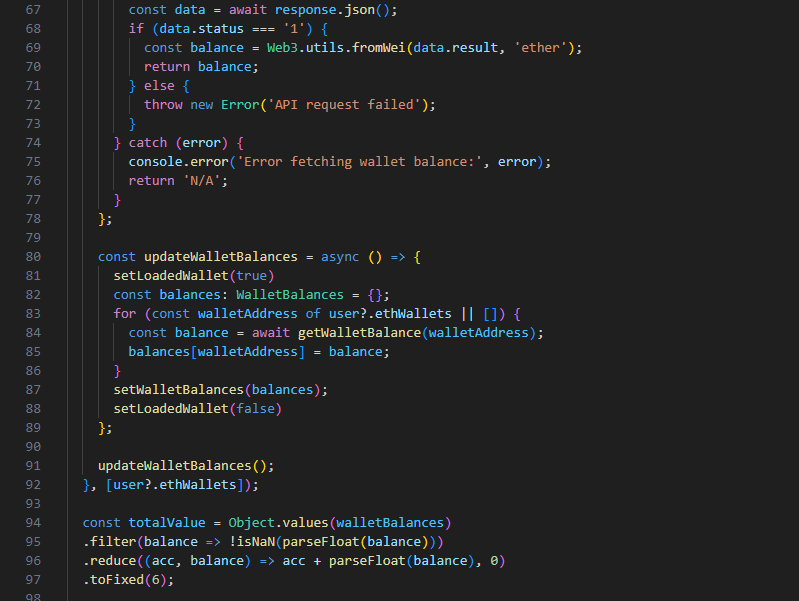 67 const data = await response.json();
68 if (data.status === '1') {
69 const balance = Web3.utils.fromWei(data.result, 'ether');
70 return balance;
71 } else {
72 throw new Error('API request failed');
73 }
74 } catch (error) {
75 console.error('Error fetching wallet balance:', error);
76 return 'N/A';
77 }
78 };
79
80 const updateWalletBalances = async () => {
81 setLoadedWallet(true)
82 const balances: WalletBalances = {};
83 for (const walletAddress of user?.ethWallets || []) {
84 const balance = await getWalletBalance(walletAddress);
85 balances[walletAddress] = balance;
86 }
87 setWalletBalances(balances);
88 setLoadedWallet(false)
89 };
90
91 updateWalletBalances();
92 }, [user?.ethWallets]);
93
94 const totalValue = Object.values(walletBalances)
95 .filter(balance => !isNaN(parseFloat(balance)))
96 .reduce((acc, balance) => acc + parseFloat(balance), 0)
97 .toFixed(6);
98